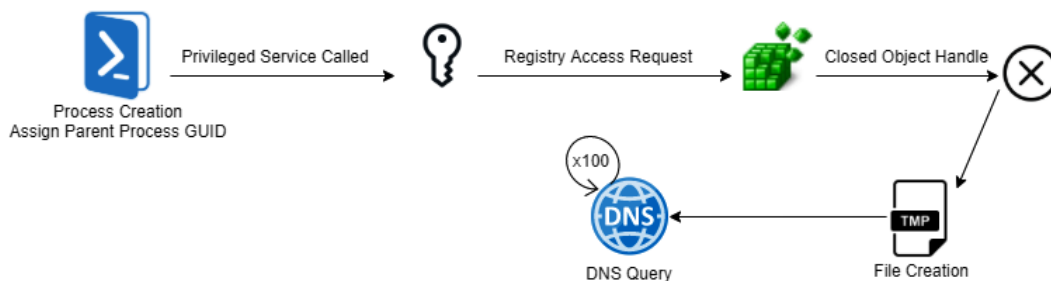 Process Creation
Assign Parent Process GUID
Privileged Service Called
Registry Access Request
Closed Object Handle
TMP
File Creation
x100
DNS
DNS Query